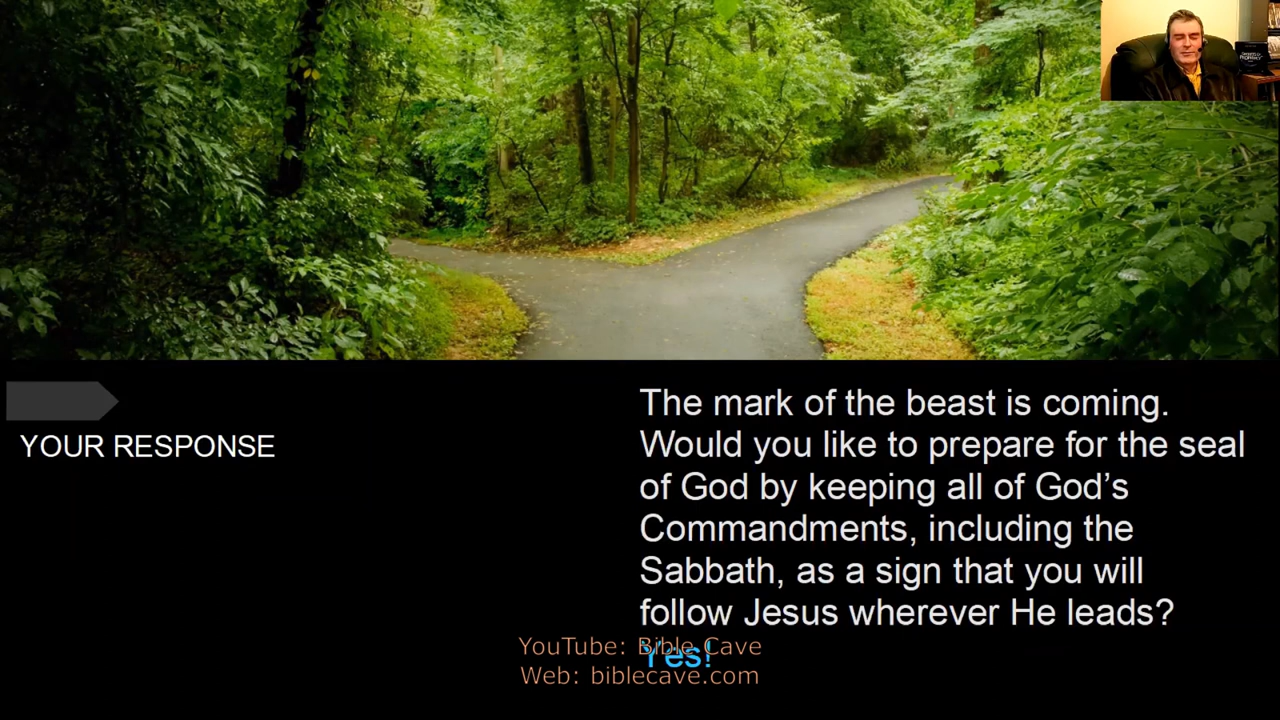 YOUR RESPONSE
The mark of the beast is coming.
Would you like to prepare for the seal
of God by keeping all of God’s
Commandments, including the
Sabbath, as a sign that you will
follow Jesus wherever He leads?
Yes!
YouTube: Bible Cave
Web: biblecave.com